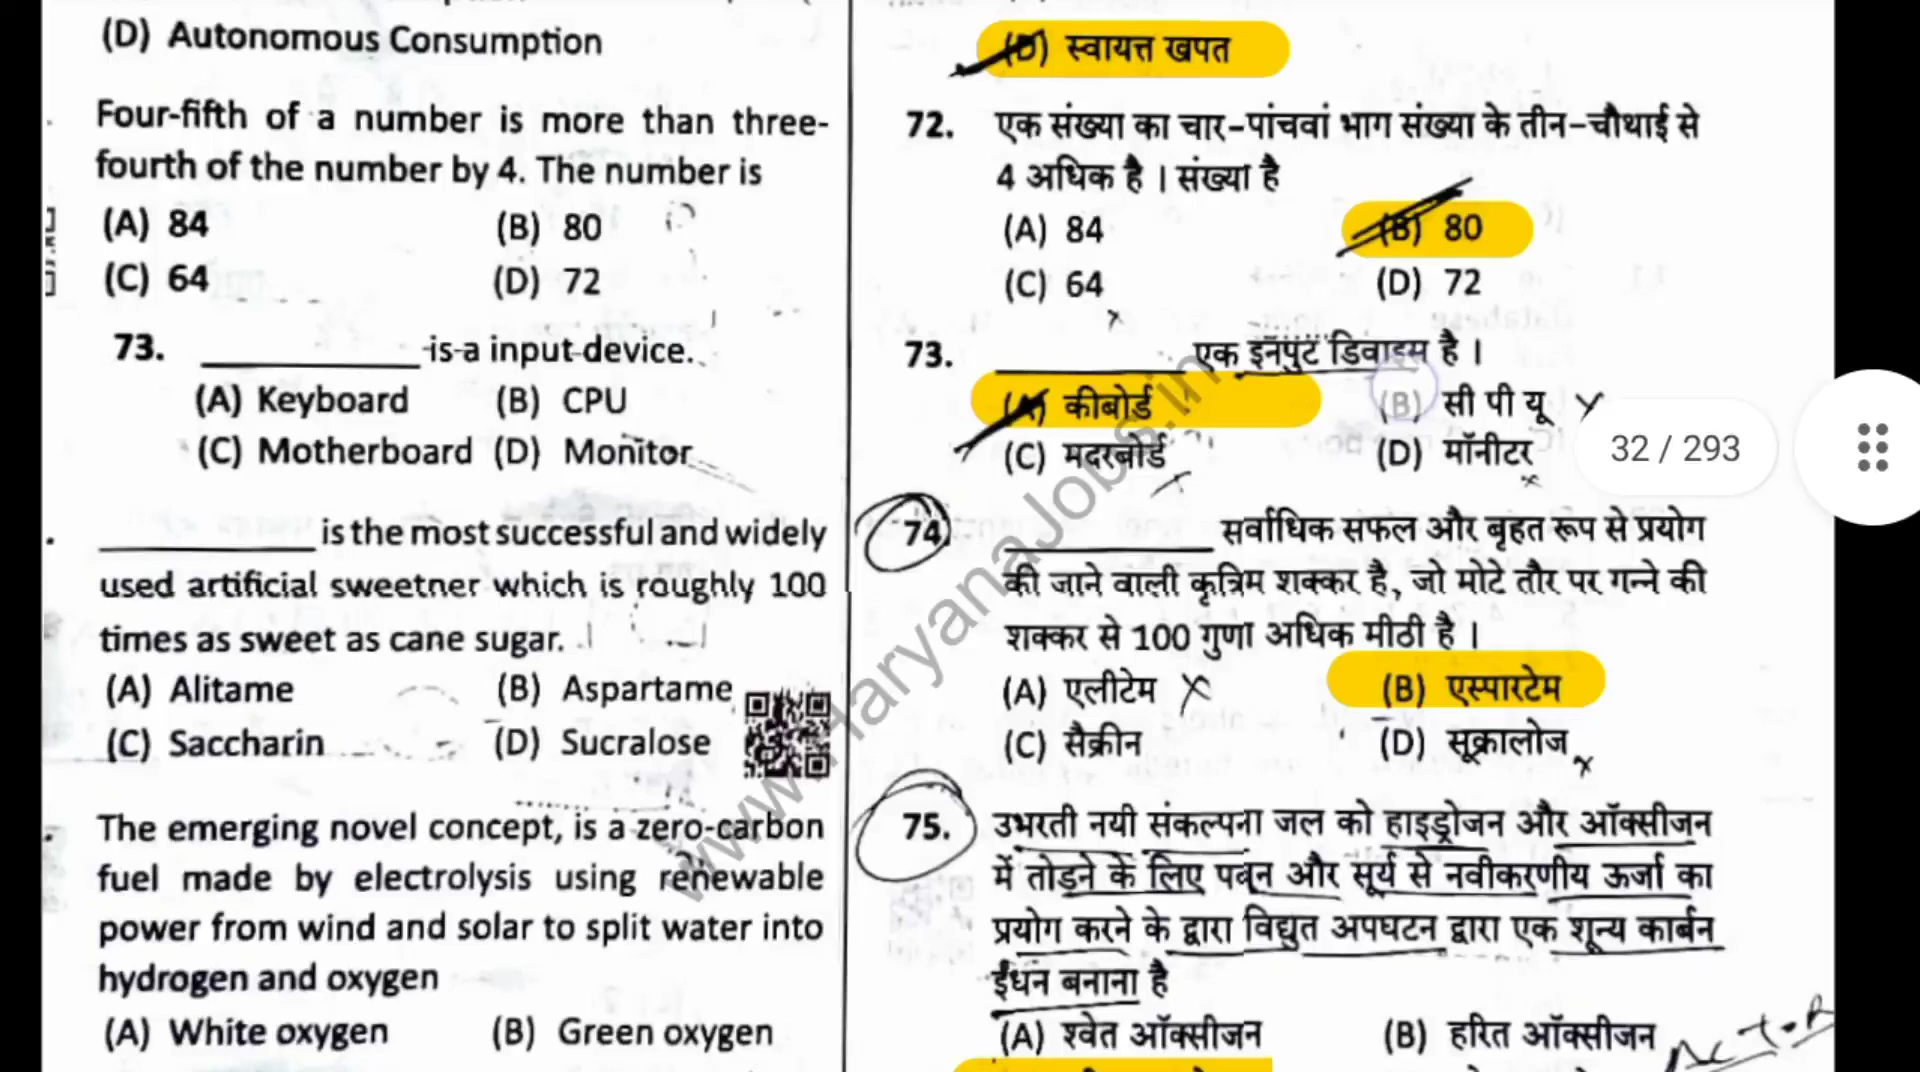 (D) Autonomous Consumption
Four-fifth of a number is more than three-
fourth of the number by 4. The number is
(A) 84 (B) 80
(C) 64 (D) 72
73. ____________ is a input device.
(A) Keyboard (B) CPU
(C) Motherboard (D) Monitor
____________ is the most successful and widely
used artificial sweetner which is roughly 100
times as sweet as cane sugar.
(A) Alitame (B) Aspartame
(C) Saccharin (D) Sucralose
The emerging novel concept, is a zero-carbon
fuel made by electrolysis using renewable
power from wind and solar to split water into
hydrogen and oxygen
(A) White oxygen (B) Green oxygen
(D) स्वायत्त खपत
72. एक संख्या का चार-पांचवां भाग संख्या के तीन-चौथाई से
4 अधिक है । संख्या है
(A) 84 (B) 80
(C) 64 (D) 72
73. ____________ एक इनपुट डिवाइस है ।
(A) कीबोर्ड (B) सी पी यू
(C) मदरबोर्ड (D) मॉनीटर
74. ____________ सर्वाधिक सफल और बृहत रूप से प्रयोग
की जाने वाली कृत्रिम शक्कर है, जो मोटे तौर पर गन्ने की
शक्कर से 100 गुणा अधिक मीठी है ।
(A) एलीटेम (B) एस्पारटेम
(C) सैक्रीन (D) सूक्रालोज
75. उभरती नयी संकल्पना जल को हाइड्रोजन और ऑक्सीजन
में तोड़ने के लिए पवन और सूर्य से नवीकरणीय ऊर्जा का
प्रयोग करने के द्वारा विद्युत अपघटन द्वारा एक शून्य कार्बन
ईंधन बनाना है
(A) श्वेत ऑक्सीजन (B) हरित ऑक्सीजन
32 / 293
www.HaryanaJobs.in